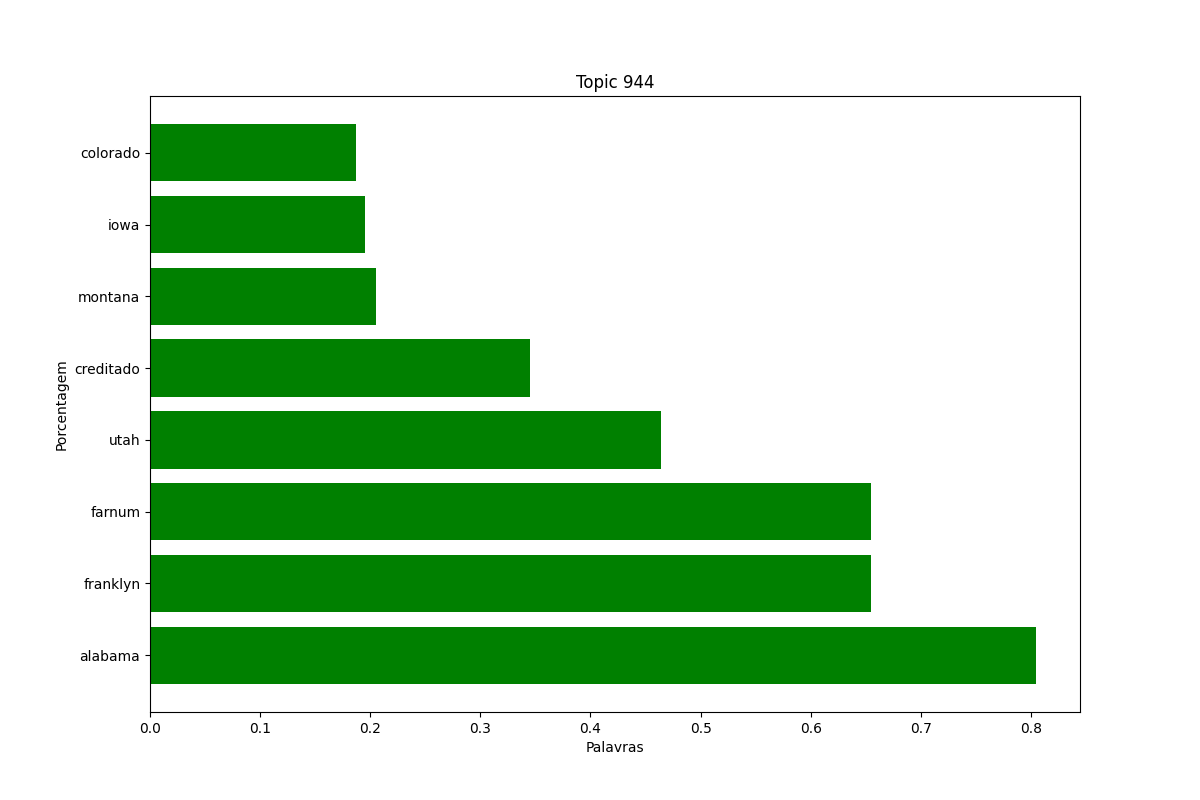 Topic 944
colorado
iowa
montana
creditado
utah
farnum
franklyn
alabama
Porcentagem
0.0 0.1 0.2 0.3 0.4 0.5 0.6 0.7 0.8
Palavras